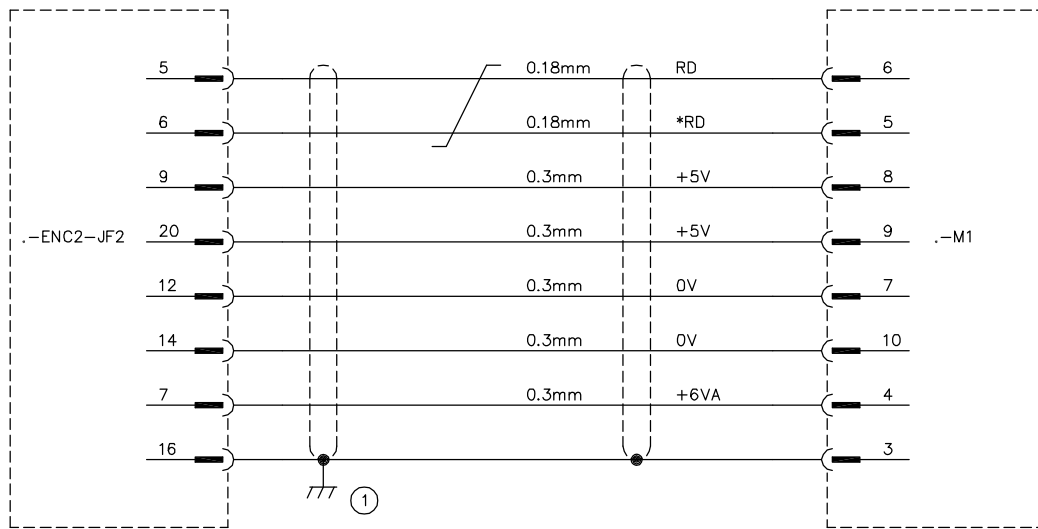 5 0.18mm RD 6
6 0.18mm *RD 5
9 0.3mm +5V 8
.-ENC2-JF2 20 0.3mm +5V 9 .-M1
12 0.3mm 0V 7
14 0.3mm 0V 10
7 0.3mm +6VA 4
16 3
1